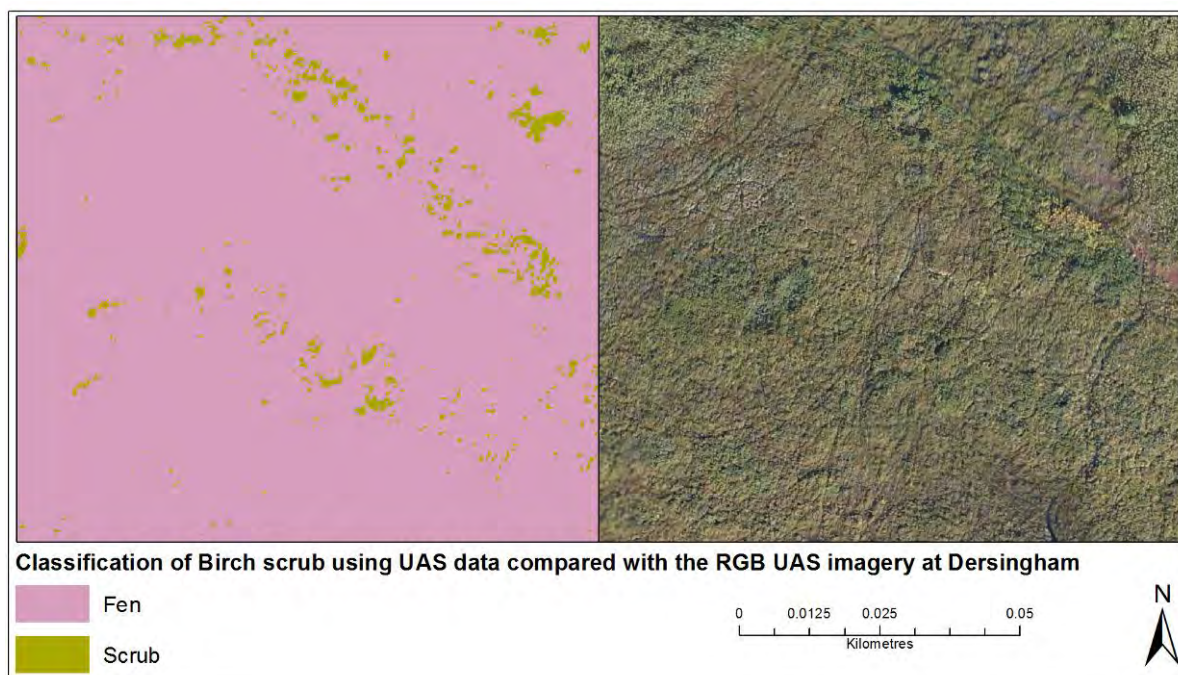 Classification of Birch scrub using UAS data compared with the RGB UAS imagery at Dersingham
Fen
Scrub
0 0.0125 0.025 0.05
Kilometres
N